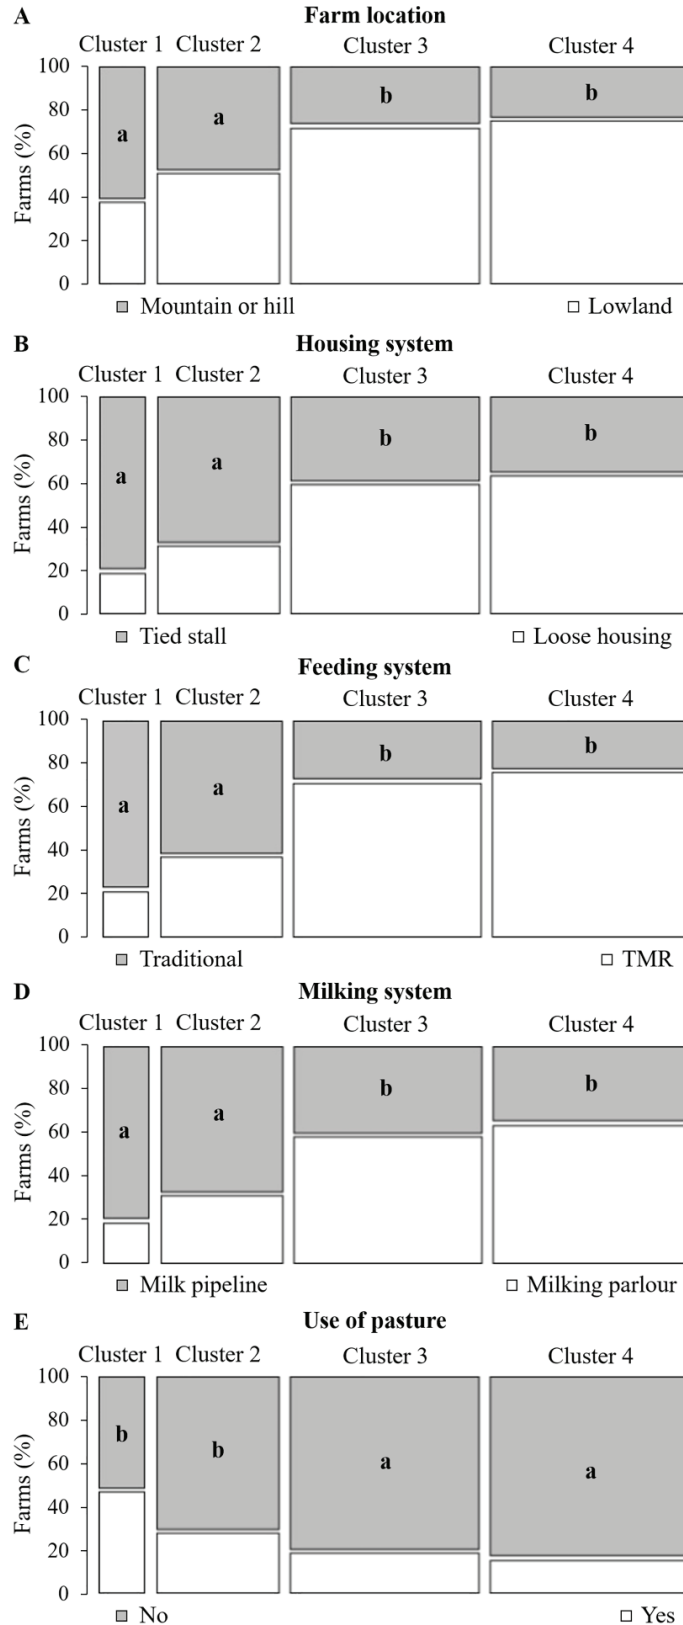 A Farm location
Cluster 1 Cluster 2 Cluster 3 Cluster 4
Farms (%)
100
80
60
40
20
0
a a b b
Mountain or hill Lowland
B Housing system
Cluster 1 Cluster 2 Cluster 3 Cluster 4
Farms (%)
100
80
60
40
20
0
a a b b
Tied stall Loose housing
C Feeding system
Cluster 1 Cluster 2 Cluster 3 Cluster 4
Farms (%)
100
80
60
40
20
0
a a b b
Traditional TMR
D Milking system
Cluster 1 Cluster 2 Cluster 3 Cluster 4
Farms (%)
100
80
60
40
20
0
a a b b
Milk pipeline Milking parlour
E Use of pasture
Cluster 1 Cluster 2 Cluster 3 Cluster 4
Farms (%)
100
80
60
40
20
0
b b a a
No Yes